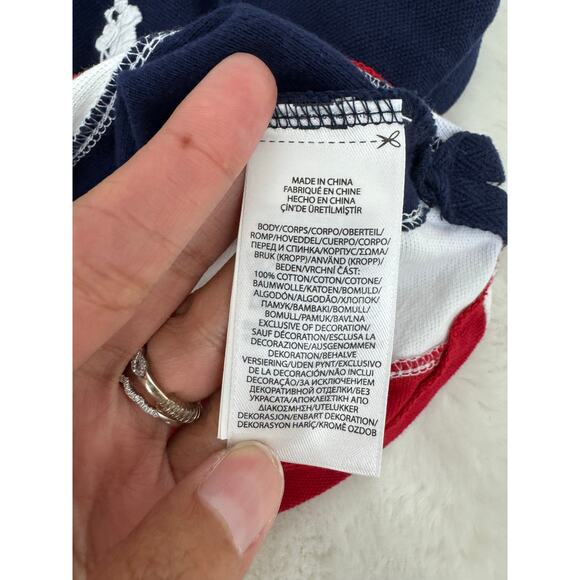 MADE IN CHINA
FABRIQUÉ EN CHINE
HECHO EN CHINA
ÇİN'DE ÜRETİLMİŞTİR
BODY/CORPS/CORPO/OBERTEIL/
ROMP/HOVEDDEL/CUERPO/CORPO/
ПЕРЕД И СПИНКА/КОРПУС/ΣΩΜΑ/
BRUK (KROPP)/ANVÄND (KROPP)/
BEDEN/VRCHNÍ ČÁST:
100% COTTON/COTON/COTONE/
BAUMWOLLE/KATOEN/BOMULD/
ALGODÓN/ALGODÃO/ХЛОПОК/
ПАМУК/ΒΑΜΒΑΚΙ/BOMULL/
BOMULL/PAMUK/BAVLNA
EXCLUSIVE OF DECORATION/
SAUF DÉCORATION/ESCLUSA LA
DECORAZIONE/AUSGENOMMEN
DEKORATION/BEHALVE
VERSIERING/UDEN PYNT/EXCLUSIVO
DE LA DECORACIÓN/NÃO INCLUI
DECORAÇÃO/ЗА ИСКЛЮЧЕНИЕМ
ДЕКОРАТИВНОЙ ОТДЕЛКИ/БЕЗ
УКРАСАТА/ΑΠΟΚΛΕΙΣΤΙΚΗ ΑΠΟ
ΔΙΑΚΟΣΜΗΣΗ/UTELUKKER
DEKORASJON/ENBART DEKORATION/
DEKORASYON HARİÇ/KROMĚ OZDOB